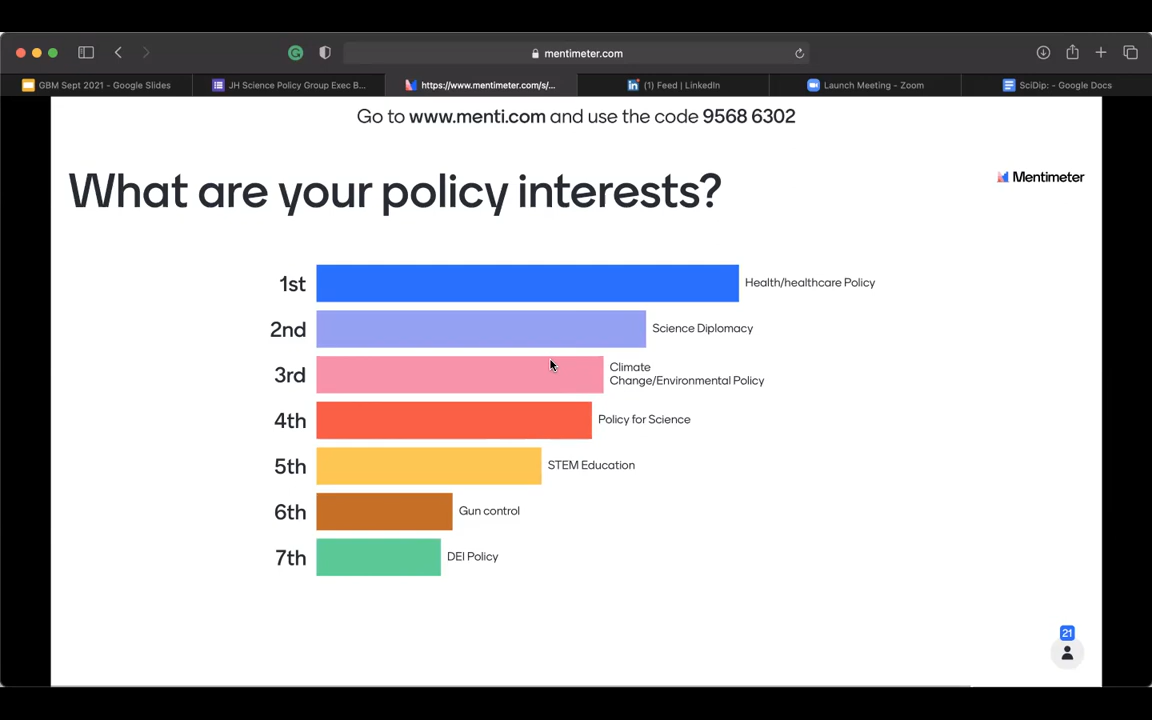 mentimeter.com
GBM Sept 2021 - Google Slides
JH Science Policy Group Exec B...
https://www.mentimeter.com/s/...
(1) Feed | LinkedIn
Launch Meeting - Zoom
SciDip: - Google Docs
Go to www.menti.com and use the code 9568 6302
What are your policy interests?
Mentimeter
1st
Health/healthcare Policy
2nd
Science Diplomacy
3rd
Climate
Change/Environmental Policy
4th
Policy for Science
5th
STEM Education
6th
Gun control
7th
DEI Policy
21